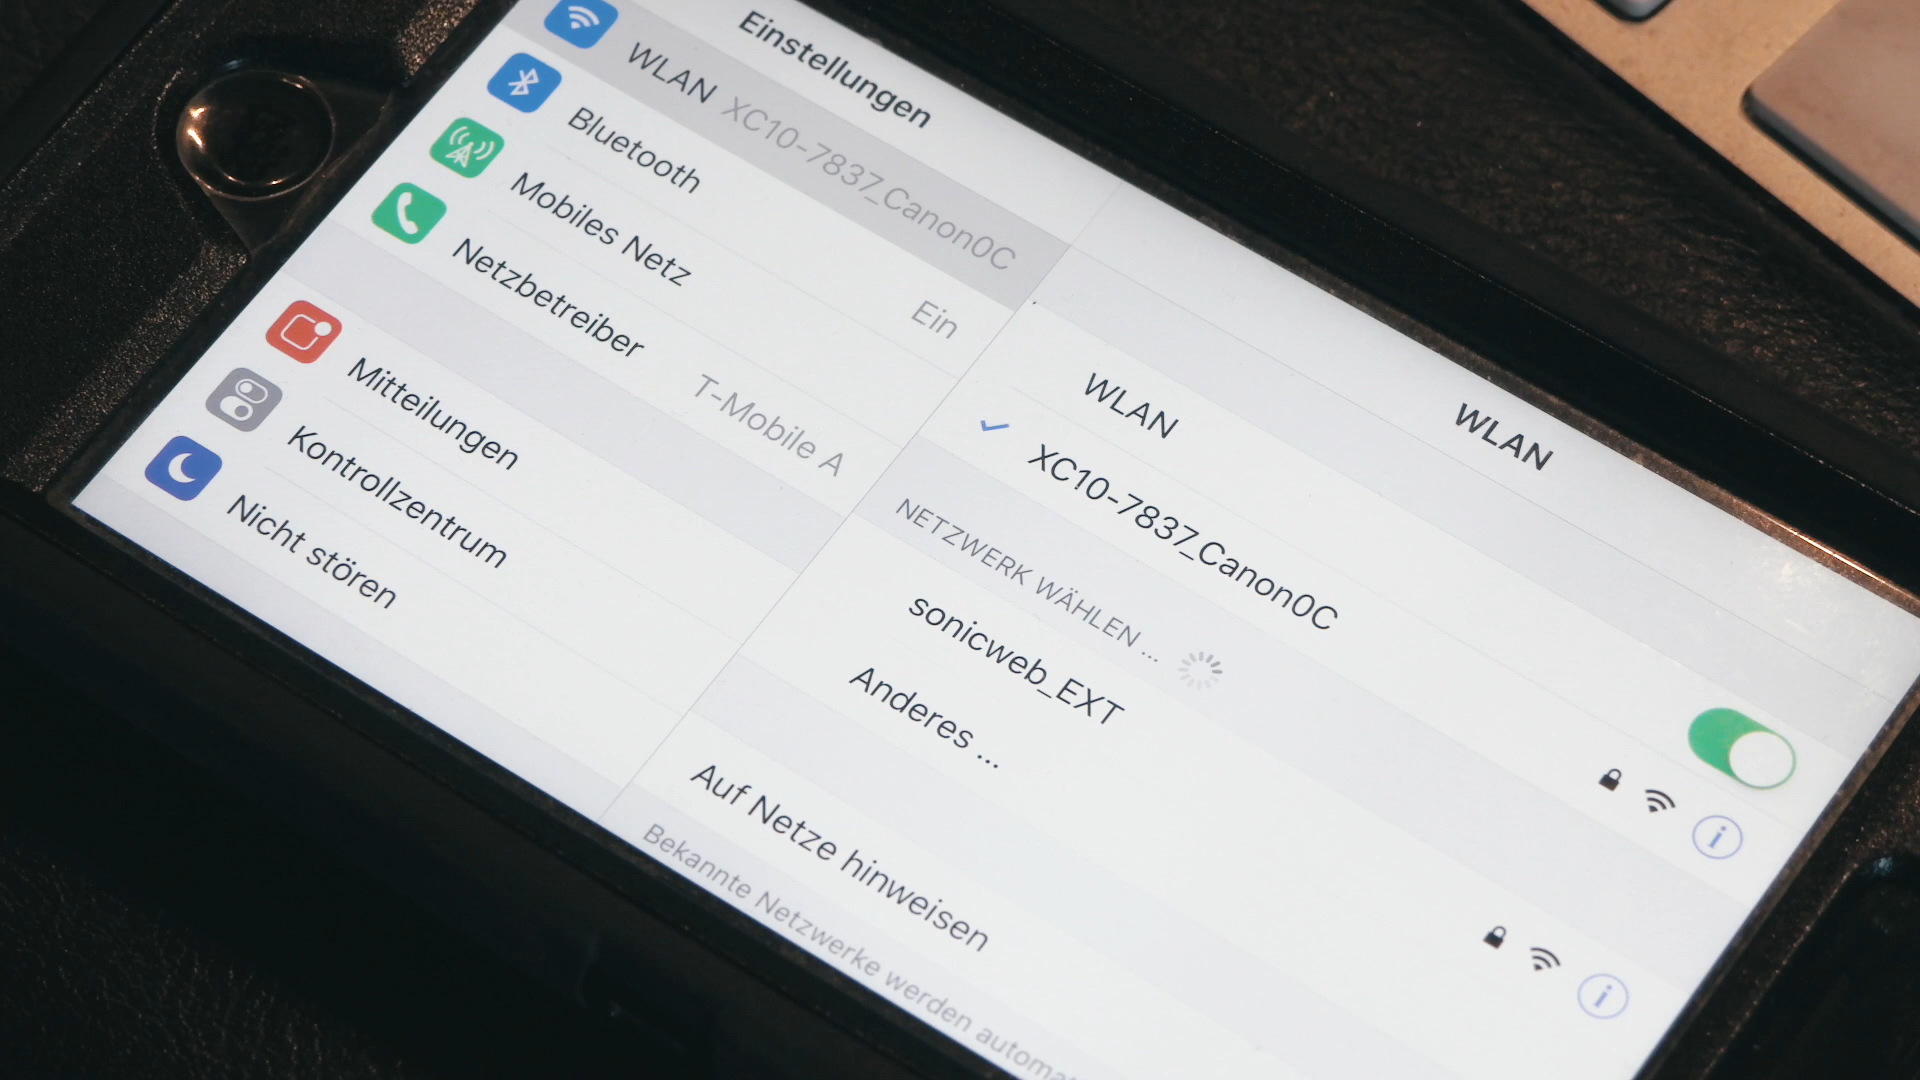 Einstellungen
WLAN XC10-7837_Canon0C
Bluetooth Ein
Mobiles Netz
Netzbetreiber T-Mobile A
Mitteilungen
Kontrollzentrum
Nicht stören
WLAN
WLAN
XC10-7837_Canon0C
NETZWERK WÄHLEN ...
sonicweb_EXT
Anderes ...
Auf Netze hinweisen
Bekannte Netzwerke werden